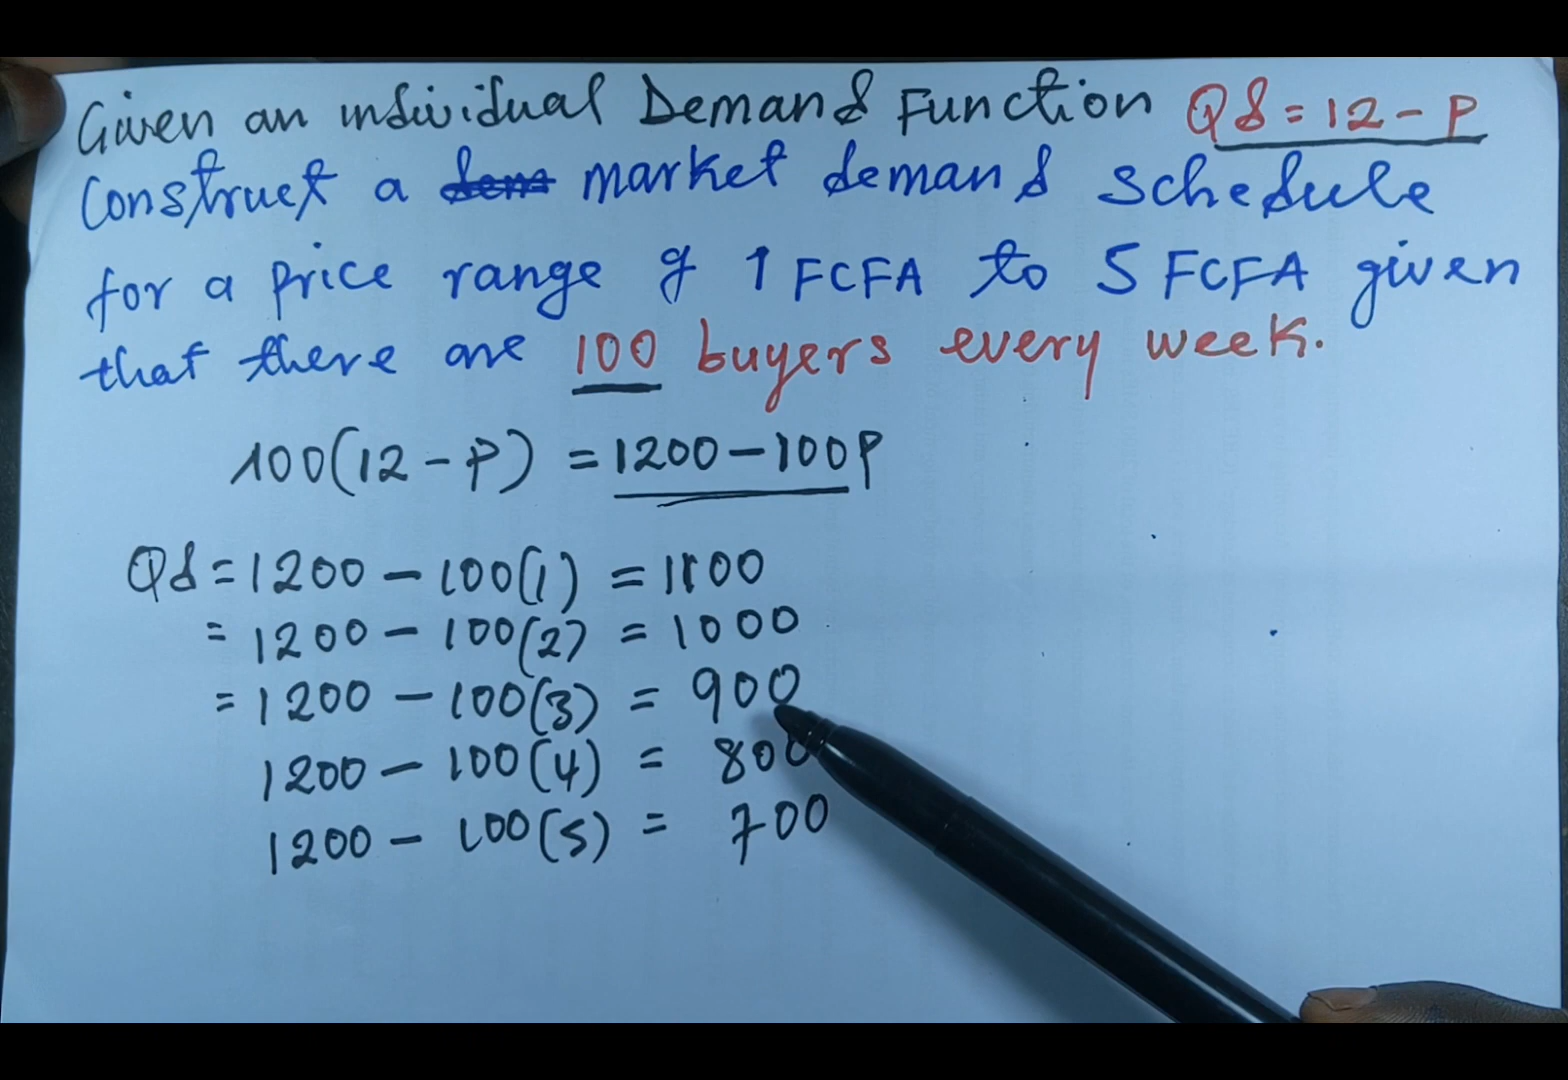 Given an individual Demand Function Qd = 12 - P
Construct a market demand schedule
for a price range of 1 FCFA to 5 FCFA given
that there are 100 buyers every week.
100(12 - P) = 1200 - 100P
Qd = 1200 - 100(1) = 1100
= 1200 - 100(2) = 1000
= 1200 - 100(3) = 900
1200 - 100(4) = 800
1200 - 100(5) = 700